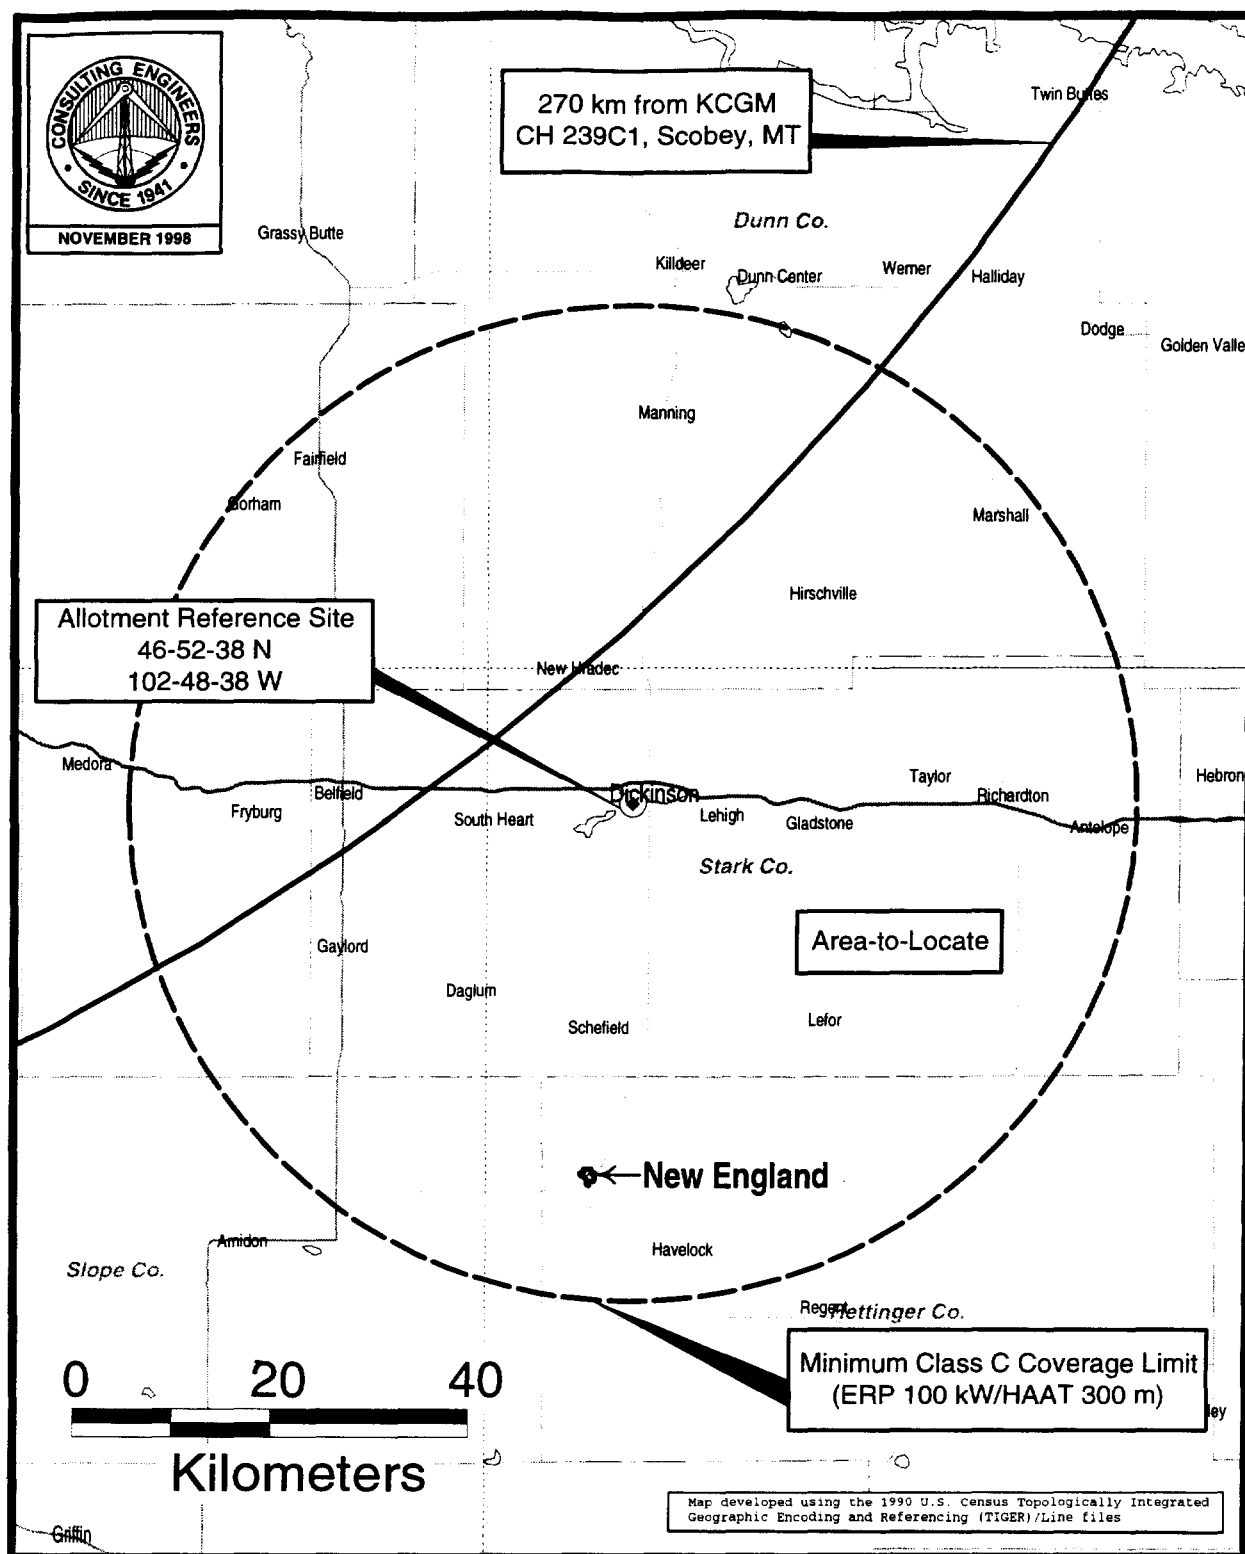 CONSULTING ENGINEERS
• SINCE 1941 •
NOVEMBER 1998
270 km from KCGM
CH 239C1, Scobey, MT
Twin Buttes
Dunn Co.
Grassy Butte
Killdeer
Dunn Center
Werner
Halliday
Dodge
Golden Valle
Manning
Fairfield
Gorham
Marshall
Hirschville
Allotment Reference Site
46-52-38 N
102-48-38 W
New Hradec
Medora
Fryburg
Belfield
South Heart
Dickinson
Lehigh
Gladstone
Taylor
Richardton
Antelope
Hebron
Stark Co.
Area-to-Locate
Gaylord
Daglum
Schefield
Lefor
New England
Amidon
Havelock
Slope Co.
Regent
Hettinger Co.
Minimum Class C Coverage Limit
(ERP 100 kW/HAAT 300 m)
ley
0 20 40
Kilometers
Map developed using the 1990 U.S. Census Topologically Integrated
Geographic Encoding and Referencing (TIGER)/Line files
Griffin